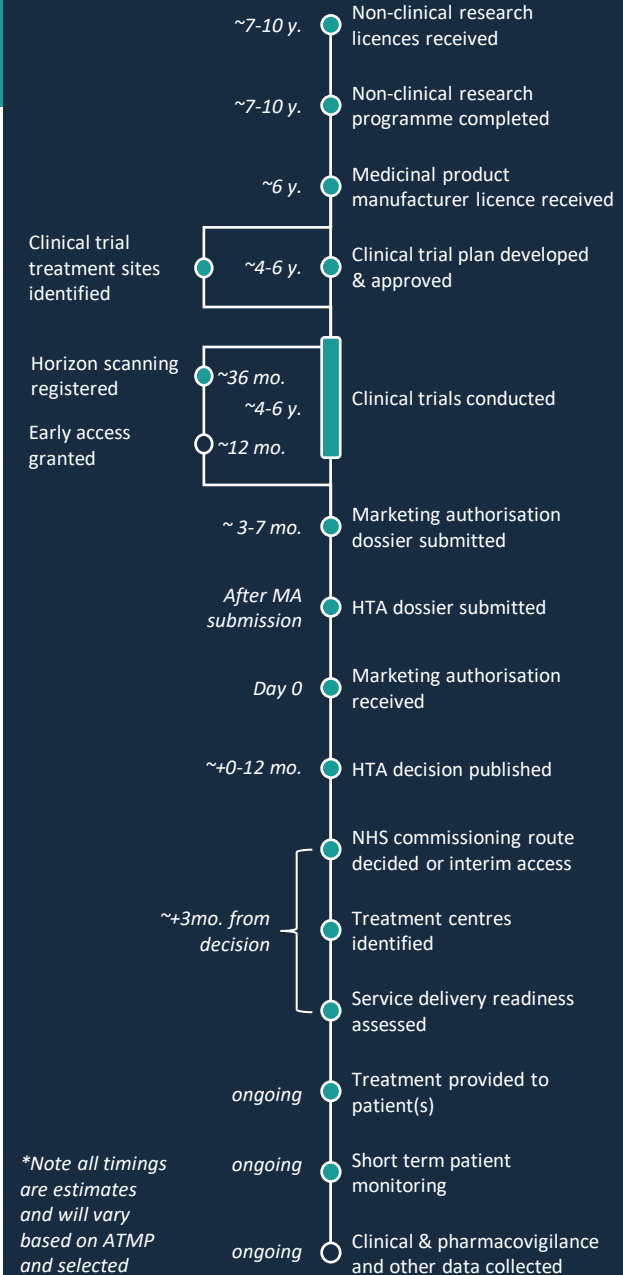 ~7-10 y.
Non-clinical research
licences received
~7-10 y.
Non-clinical research
programme completed
~6 y.
Medicinal product
manufacturer licence received
Clinical trial
treatment sites
identified
~4-6 y.
Clinical trial plan developed
& approved
Horizon scanning
registered
~36 mo.
~4-6 y.
Clinical trials conducted
Early access
granted
~12 mo.
~ 3-7 mo.
Marketing authorisation
dossier submitted
After MA
submission
HTA dossier submitted
Day 0
Marketing authorisation
received
~+0-12 mo.
HTA decision published
NHS commissioning route
decided or interim access
~+3mo. from
decision
Treatment centres
identified
Service delivery readiness
assessed
ongoing
Treatment provided to
patient(s)
ongoing
Short term patient
monitoring
ongoing
Clinical & pharmacovigilance
and other data collected
*Note all timings
are estimates
and will vary
based on ATMP
and selected